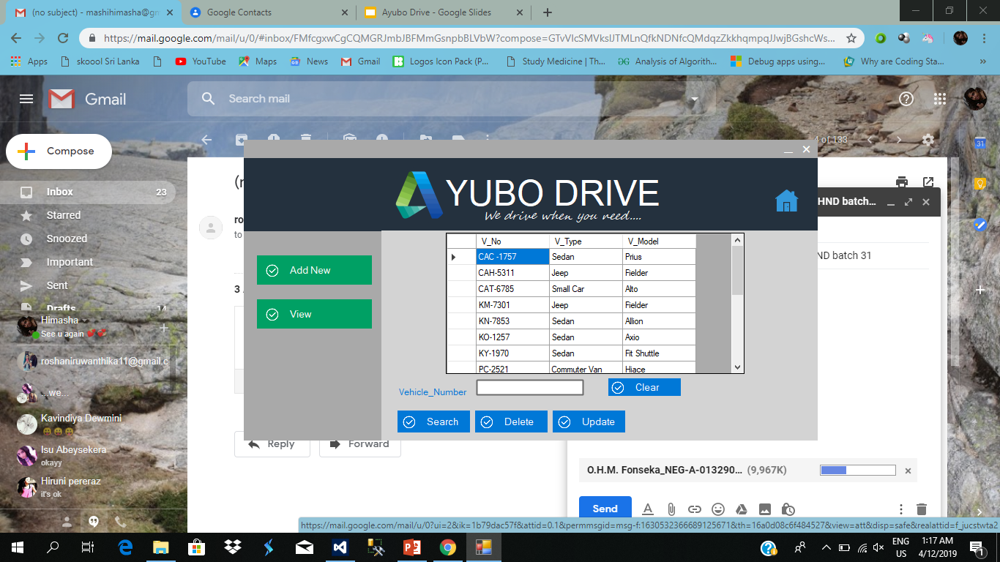 (no subject) - mashihimasha@gm
Google Contacts
Ayubo Drive - Google Slides
https://mail.google.com/mail/u/0/#inbox/FMfcgxwCgCQMGRJmbJBFMmGsnpbBLVbW?compose=GTvVlcSMVkslJTMLnQfkNDNfcQMdqzZkkhqmpqJJwjBGshcWs...
Apps
skoool Sri Lanka
YouTube
Maps
News
Gmail
Logos Icon Pack (P...
Study Medicine | Th...
Analysis of Algorith...
Debug apps using...
Why are Coding Sta...
Gmail
Search mail
4 of 133
Compose
Inbox 23
Starred
Snoozed
Important
Sent
Drafts 14
Himasha
See u again
roshaniruwanthika11@gmail.c
...we...
Kavindiya Dewmini
Isu Abeysekera
okayy
Hiruni pereraz
it's ok
ro
to
3
YUBO DRIVE
We drive when you need....
Add New
View
V_No V_Type V_Model
CAC -1757 Sedan Prius
CAH-5311 Jeep Fielder
CAT-6785 Small Car Alto
KM-7301 Jeep Fielder
KN-7853 Sedan Allion
KO-1257 Sedan Axio
KY-1970 Sedan Fit Shuttle
PC-2521 Commuter Van Hiace
Vehicle_Number
Clear
Search
Delete
Update
HND batch...
ND batch 31
Reply
Forward
O.H.M. Fonseka_NEG-A-013290... (9,967K)
Send
https://mail.google.com/mail/u/0?ui=2&ik=1b79dac57f&attid=0.1&permmsgid=msg-f:1630532366689125671&th=16a0d08c6f484527&view=att&disp=safe&realattid=f_jucstwta2
ENG
US
1:17 AM
4/12/2019
1